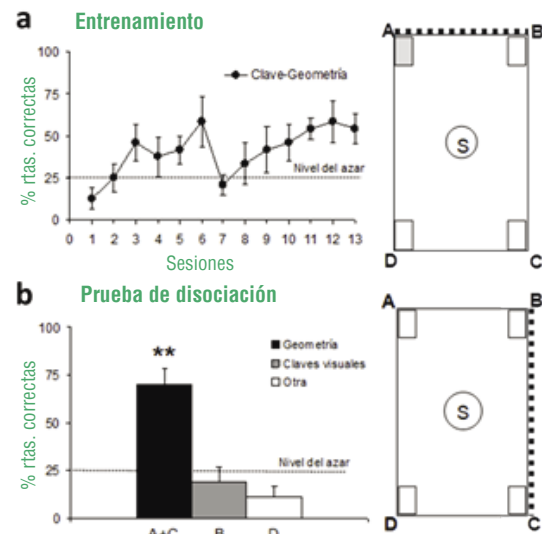 a Entrenamiento
% rtas. correctas
100
75
50
25
0
Clave-Geometría
Nivel del azar
0 1 2 3 4 5 6 7 8 9 10 11 12 13
Sesiones
A B
S
D C
b Prueba de disociación
% rtas. correctas
100
75
50
25
0
**
Geometría
Claves visuales
Otra
Nivel del azar
A+C B D
A B
S
D C